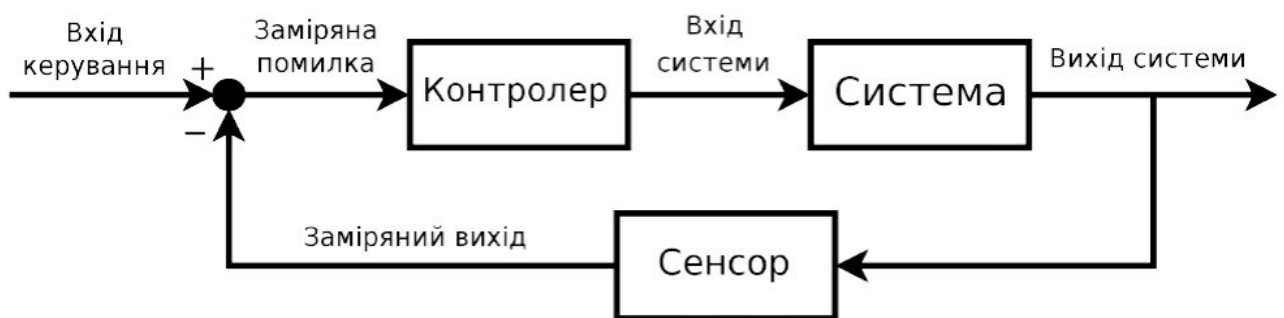 Вхід
керування
+
−
Заміряна
помилка
Контролер
Вхід
системи
Система
Вихід системи
Заміряний вихід
Сенсор